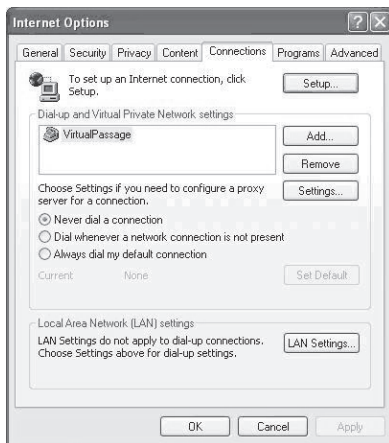 Internet Options
General Security Privacy Content Connections Programs Advanced
To set up an Internet connection, click
Setup.
Setup...
Dial-up and Virtual Private Network settings
VirtualPassage
Add...
Remove
Choose Settings if you need to configure a proxy
server for a connection.
Settings...
Never dial a connection
Dial whenever a network connection is not present
Always dial my default connection
Current None
Set Default
Local Area Network (LAN) settings
LAN Settings do not apply to dial-up connections.
Choose Settings above for dial-up settings.
LAN Settings...
OK Cancel Apply